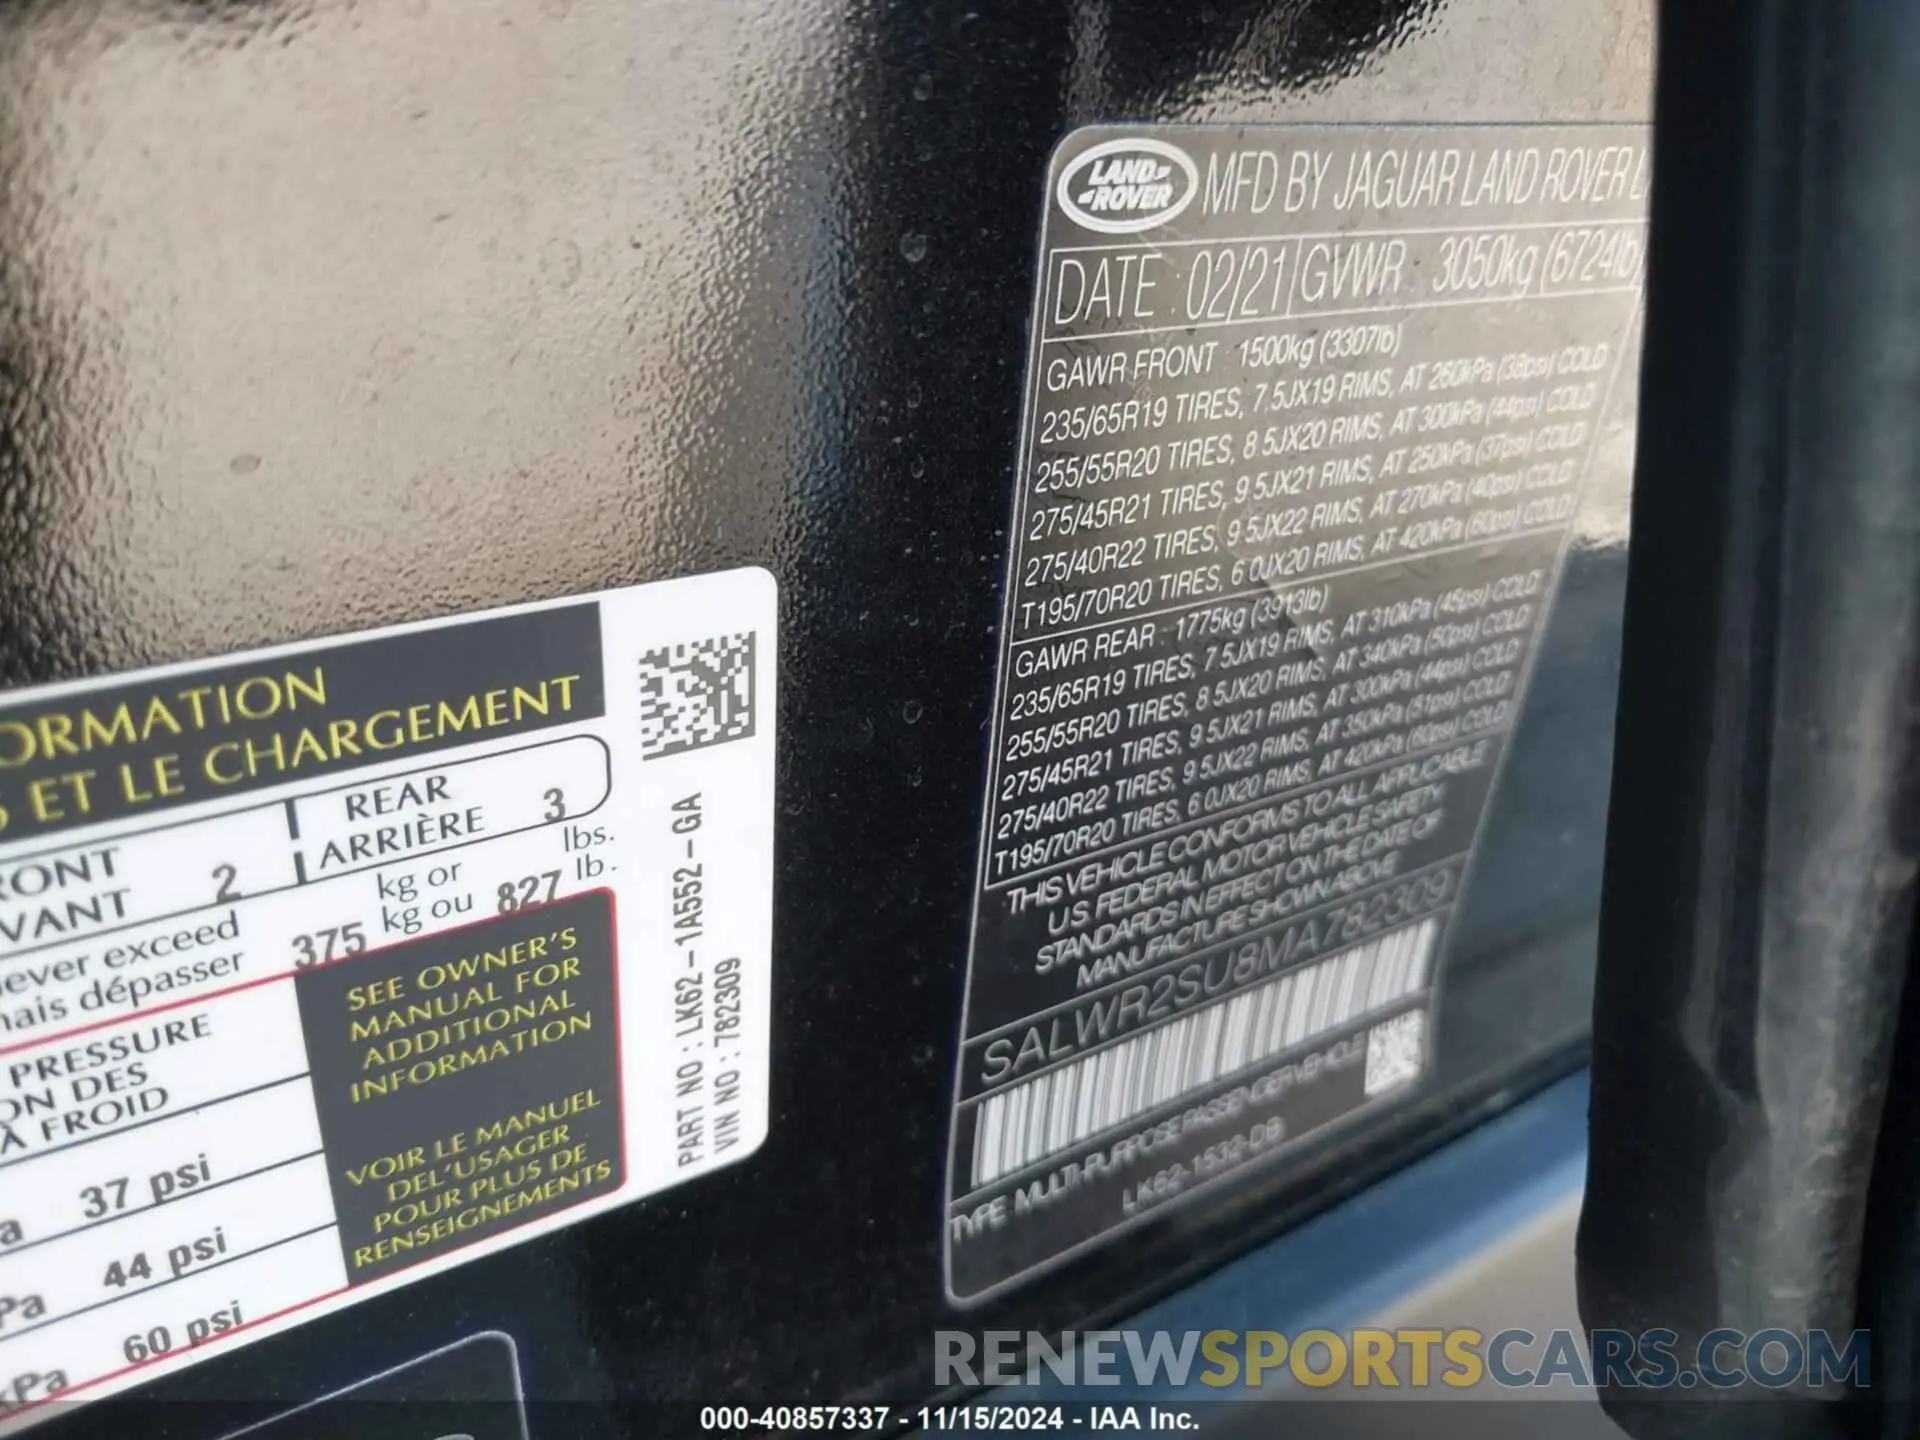 ORMATION
S ET LE CHARGEMENT
RONT
VANT 2
REAR
ARRIÈRE 3
never exceed
mais dépasser 375
kg or
kg ou 827
lbs.
lb.
PRESSURE
ON DES
À FROID
a 37 psi
Pa 44 psi
kPa 60 psi
SEE OWNER'S
MANUAL FOR
ADDITIONAL
INFORMATION
VOIR LE MANUEL
DEL'USAGER
POUR PLUS DE
RENSEIGNEMENTS
PART NO : LK62-1A552-GA
VIN NO : 782309
LAND
ROVER
MFD BY JAGUAR LAND ROVER L
DATE : 02/21 GVWR : 3050kg (6724lb)
GAWR FRONT : 1500kg (3307lb)
235/65R19 TIRES, 7.5JX19 RIMS, AT 260kPa (38psi) COLD
255/55R20 TIRES, 8.5JX20 RIMS, AT 300kPa (44psi) COLD
275/45R21 TIRES, 9.5JX21 RIMS, AT 250kPa (37psi) COLD
275/40R22 TIRES, 9.5JX22 RIMS, AT 270kPa (40psi) COLD
T195/70R20 TIRES, 6.0JX20 RIMS, AT 420kPa (60psi) COLD
GAWR REAR : 1775kg (3913lb)
235/65R19 TIRES, 7.5JX19 RIMS, AT 310kPa (45psi) COLD
255/55R20 TIRES, 8.5JX20 RIMS, AT 340kPa (50psi) COLD
275/45R21 TIRES, 9.5JX21 RIMS, AT 300kPa (44psi) COLD
275/40R22 TIRES, 9.5JX22 RIMS, AT 350kPa (51psi) COLD
T195/70R20 TIRES, 6.0JX20 RIMS, AT 420kPa (60psi) COLD
THIS VEHICLE CONFORMS TO ALL APPLICABLE
U.S. FEDERAL MOTOR VEHICLE SAFETY
STANDARDS IN EFFECT ON THE DATE OF
MANUFACTURE SHOWN ABOVE
SALWR2SU8MA782309
TYPE: MULTI-PURPOSE PASSENGER VEHICLE
LK62-1532-DB
RENEWSPORTSCARS.COM
000-40857337 - 11/15/2024 - IAA Inc.